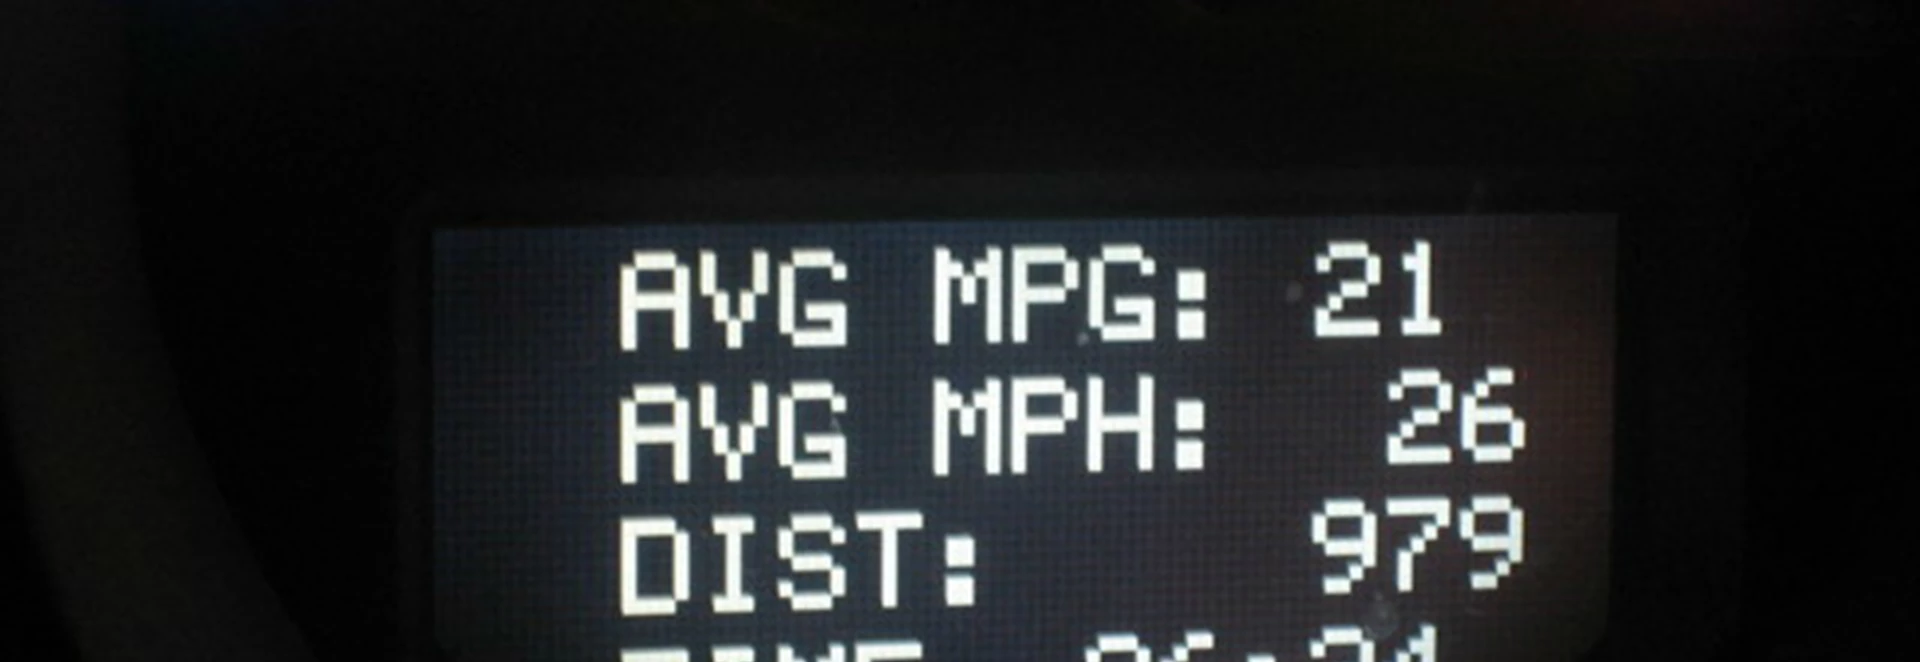 AVG MPG: 21
AVG MPH: 26
DIST: 979